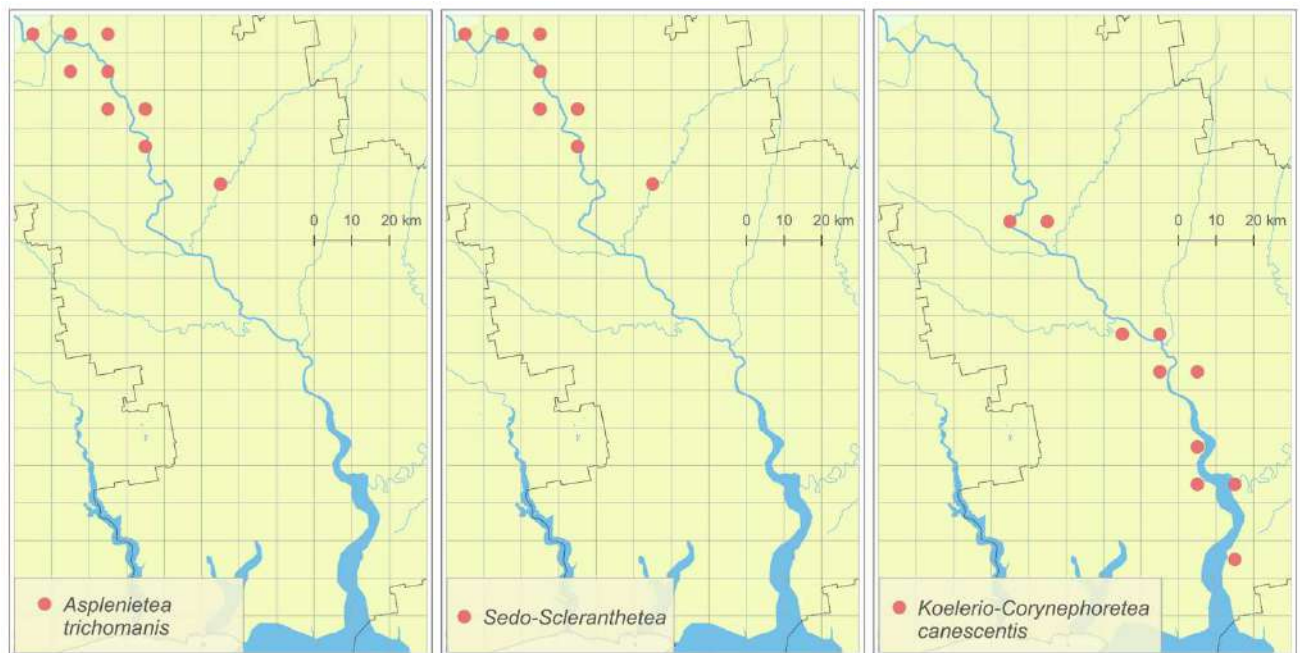 0 10 20 km
Asplenietea
trichomanis
0 10 20 km
Sedo-Scleranthetea
0 10 20 km
Koelerio-Corynephoretea
canescentis